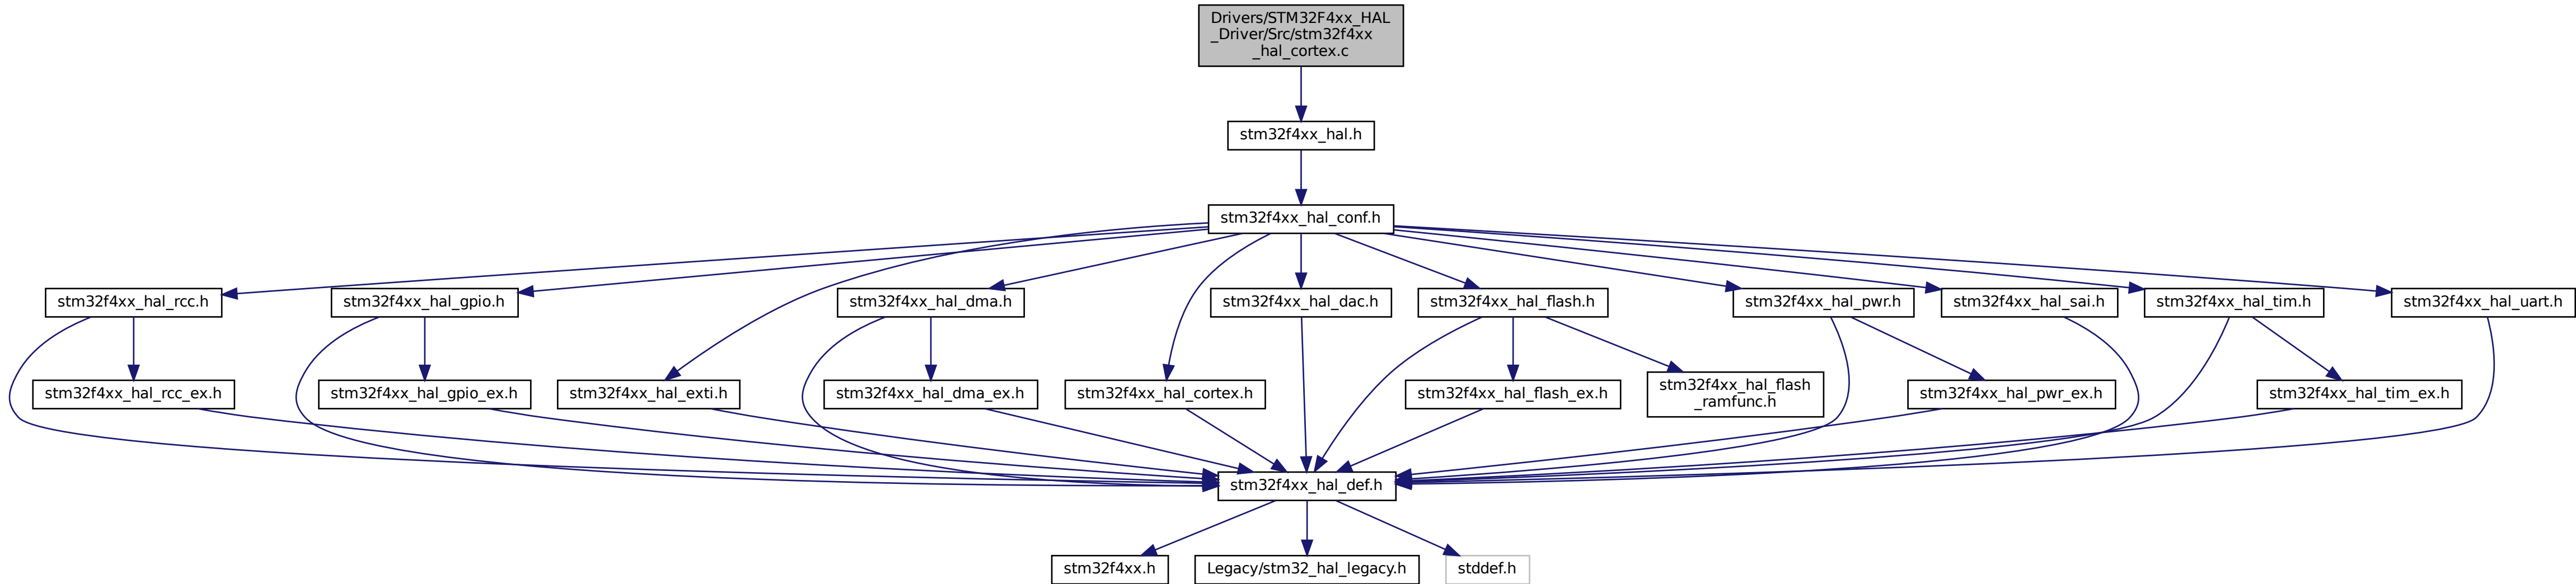 Drivers/STM32F4xx_HAL
_Driver/Src/stm32f4xx
_hal_cortex.c
stm32f4xx_hal.h
stm32f4xx_hal_conf.h
stm32f4xx_hal_rcc.h
stm32f4xx_hal_gpio.h
stm32f4xx_hal_dma.h
stm32f4xx_hal_dac.h
stm32f4xx_hal_flash.h
stm32f4xx_hal_pwr.h
stm32f4xx_hal_sai.h
stm32f4xx_hal_tim.h
stm32f4xx_hal_uart.h
stm32f4xx_hal_rcc_ex.h
stm32f4xx_hal_gpio_ex.h
stm32f4xx_hal_exti.h
stm32f4xx_hal_dma_ex.h
stm32f4xx_hal_cortex.h
stm32f4xx_hal_flash_ex.h
stm32f4xx_hal_flash
_ramfunc.h
stm32f4xx_hal_pwr_ex.h
stm32f4xx_hal_tim_ex.h
stm32f4xx_hal_def.h
stm32f4xx.h
Legacy/stm32_hal_legacy.h
stddef.h